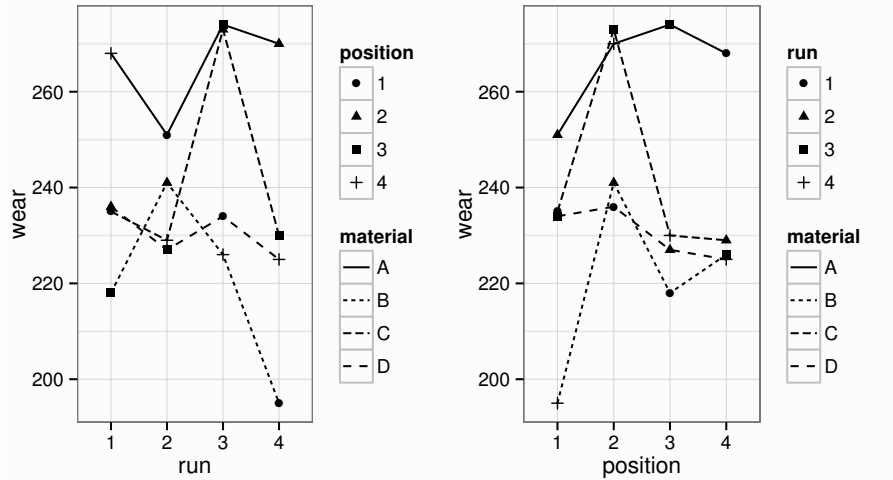 260
240
220
200
1 2 3 4
run
wear
position
1
2
3
4
material
A
B
C
D
260
240
220
200
1 2 3 4
position
wear
run
1
2
3
4
material
A
B
C
D